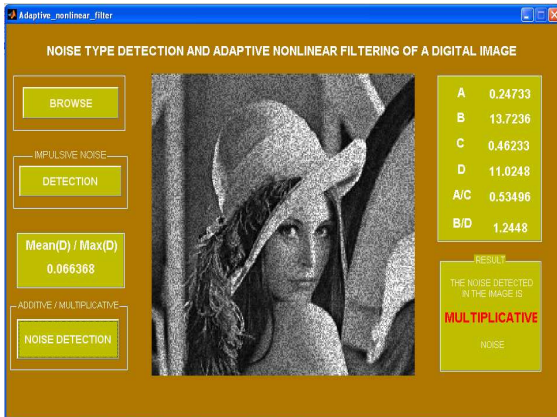 Adaptive_nonlinear_filter
NOISE TYPE DETECTION AND ADAPTIVE NONLINEAR FILTERING OF A DIGITAL IMAGE
BROWSE
IMPULSIVE NOISE
DETECTION
Mean(D) / Max(D)
0.066368
ADDITIVE / MULTIPLICATIVE
NOISE DETECTION
A 0.24733
B 13.7236
C 0.46233
D 11.0248
A/C 0.53496
B/D 1.2448
RESULT
THE NOISE DETECTED
IN THE IMAGE IS
MULTIPLICATIVE
NOISE